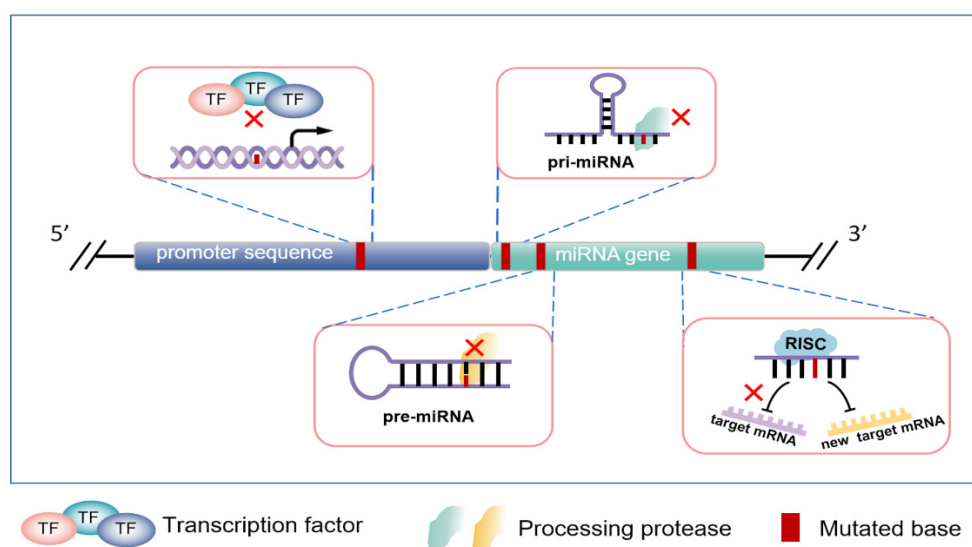 TF TF TF
pri-miRNA
5’ 3’
promoter sequence miRNA gene
pre-miRNA
RISC
target mRNA new target mRNA
TF TF TF Transcription factor Processing protease Mutated base